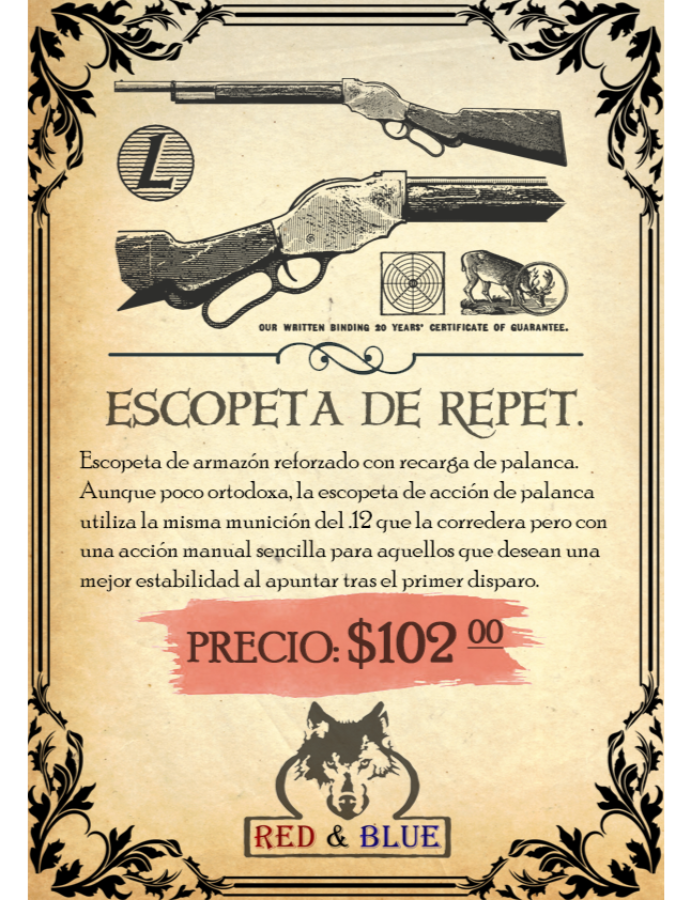 L
OUR WRITTEN BINDING 20 YEARS' CERTIFICATE OF GUARANTEE.
ESCOPETA DE REPET.
Escopeta de armazón reforzado con recarga de palanca.
Aunque poco ortodoxa, la escopeta de acción de palanca
utiliza la misma munición del .12 que la corredera pero con
una acción manual sencilla para aquellos que desean una
mejor estabilidad al apuntar tras el primer disparo.
PRECIO: $102 00
RED & BLUE